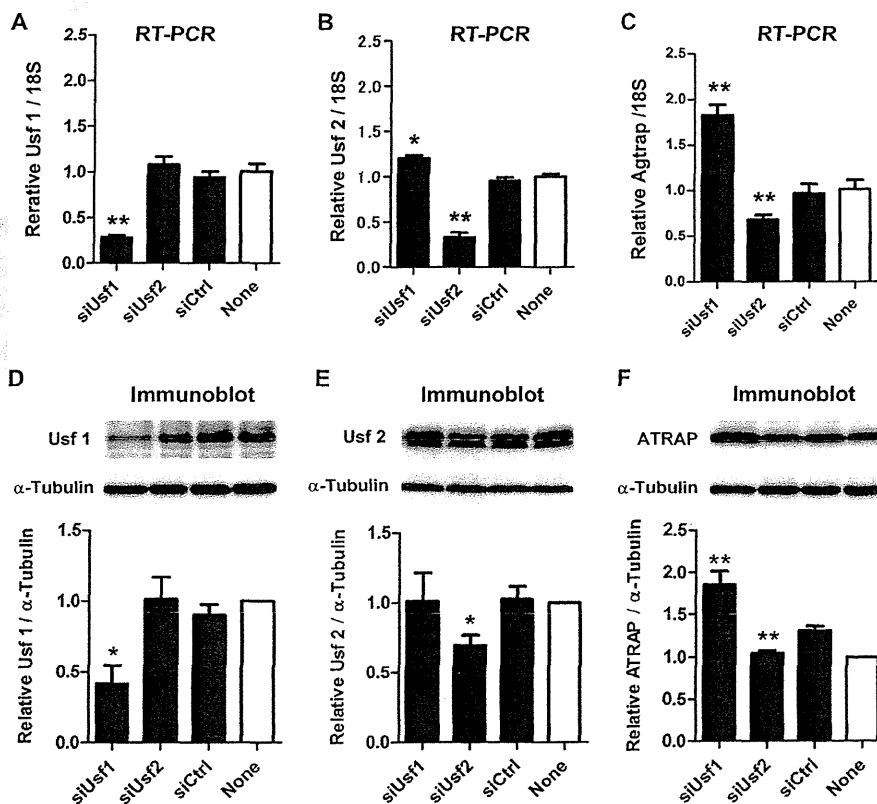 A
RT-PCR
Rerative Usf 1 / 18S
2.5
2.0
1.5
1.0
0.5
0.0
**
siUsf1
siUsf2
siCtrl
None
B
RT-PCR
Relative Usf 2 / 18S
2.5
2.0
1.5
1.0
0.5
0.0
*
**
siUsf1
siUsf2
siCtrl
None
C
RT-PCR
Relative Agtrap /18S
2.5
2.0
1.5
1.0
0.5
0.0
**
**
siUsf1
siUsf2
siCtrl
None
D
Immunoblot
Usf 1
α-Tubulin
Relative Usf 1 / α-Tubulin
1.5
1.0
0.5
0.0
*
siUsf1
siUsf2
siCtrl
None
E
Immunoblot
Usf 2
α-Tubulin
Relative Usf 2 / α-Tubulin
1.5
1.0
0.5
0.0
*
siUsf1
siUsf2
siCtrl
None
F
Immunoblot
ATRAP
α-Tubulin
Relative ATRAP / α-Tubulin
2.5
2.0
1.5
1.0
0.5
0.0
**
**
siUsf1
siUsf2
siCtrl
None